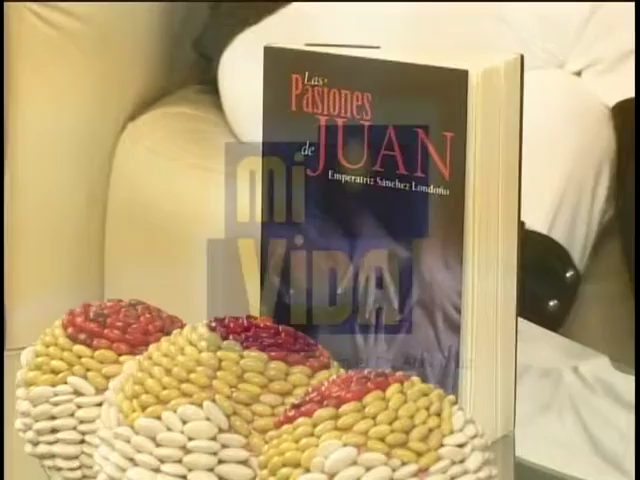 Las
Pasiones
de JUAN
Emperatriz Sánchez Londoño
mi
ViDA